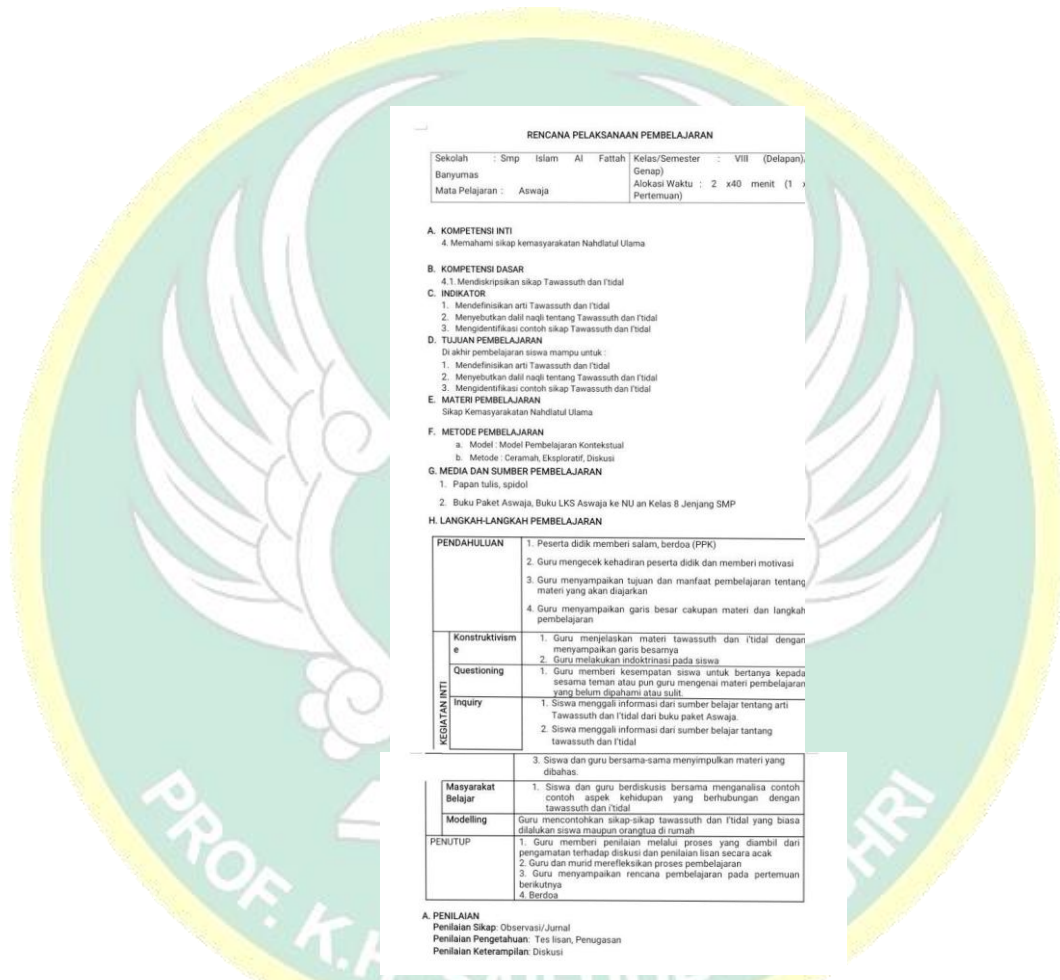 RENCANA PELAKSANAAN PEMBELAJARAN
Sekolah : Smp Islam Al Fattah
Banyumas
Mata Pelajaran : Aswaja
Kelas/Semester : VIII (Delapan)/
Genap)
Alokasi Waktu : 2 x40 menit (1 x
Pertemuan)
A. KOMPETENSI INTI
4. Memahami sikap kemasyarakatan Nahdlatul Ulama
B. KOMPETENSI DASAR
4.1. Mendiskripsikan sikap Tawassuth dan I'tidal
C. INDIKATOR
1. Mendefinisikan arti Tawassuth dan I'tidal
2. Menyebutkan dalil naqli tentang Tawassuth dan I'tidal
3. Mengidentifikasi contoh sikap Tawassuth dan I'tidal
D. TUJUAN PEMBELAJARAN
Di akhir pembelajaran siswa mampu untuk :
1. Mendefinisikan arti Tawassuth dan I'tidal
2. Menyebutkan dalil naqli tentang Tawassuth dan I'tidal
3. Mengidentifikasi contoh sikap Tawassuth dan I'tidal
E. MATERI PEMBELAJARAN
Sikap Kemasyarakatan Nahdlatul Ulama
F. METODE PEMBELAJARAN
a. Model : Model Pembelajaran Kontekstual
b. Metode : Ceramah, Eksploratif, Diskusi
G. MEDIA DAN SUMBER PEMBELAJARAN
1. Papan tulis, spidol
2. Buku Paket Aswaja, Buku LKS Aswaja ke NU an Kelas 8 Jenjang SMP
H. LANGKAH-LANGKAH PEMBELAJARAN
PENDAHULUAN
1. Peserta didik memberi salam, berdoa (PPK)
2. Guru mengecek kehadiran peserta didik dan memberi motivasi
3. Guru menyampaikan tujuan dan manfaat pembelajaran tentang
materi yang akan diajarkan
4. Guru menyampaikan garis besar cakupan materi dan langkah
pembelajaran
KEGIATAN INTI
Konstruktivism
e
1. Guru menjelaskan materi tawassuth dan i'tidal dengan
menyampaikan garis besarnya
2. Guru melakukan indoktrinasi pada siswa
Questioning
1. Guru memberi kesempatan siswa untuk bertanya kepada
sesama teman atau pun guru mengenai materi pembelajaran
yang belum dipahami atau sulit.
Inquiry
1. Siswa menggali informasi dari sumber belajar tentang arti
Tawassuth dan I'tidal dari buku paket Aswaja.
2. Siswa menggali informasi dari sumber belajar tantang
tawassuth dan I'tidal
3. Siswa dan guru bersama-sama menyimpulkan materi yang
dibahas.
Masyarakat
Belajar
1. Siswa dan guru berdiskusis bersama menganalisa contoh
contoh aspek kehidupan yang berhubungan dengan
tawassuth dan i'tidal
Modelling
Guru mencontohkan sikap-sikap tawassuth dan I'tidal yang biasa
dilalukan siswa maupun orangtua di rumah
PENUTUP
1. Guru memberi penilaian melalui proses yang diambil dari
pengamatan terhadap diskusi dan penilaian lisan secara acak
2. Guru dan murid merefleksikan proses pembelajaran
3. Guru menyampaikan rencana pembelajaran pada pertemuan
berikutnya
4. Berdoa
A. PENILAIAN
Penilaian Sikap: Observasi/Jurnal
Penilaian Pengetahuan: Tes lisan, Penugasan
Penilaian Keterampilan: Diskusi
PROF. K.H.